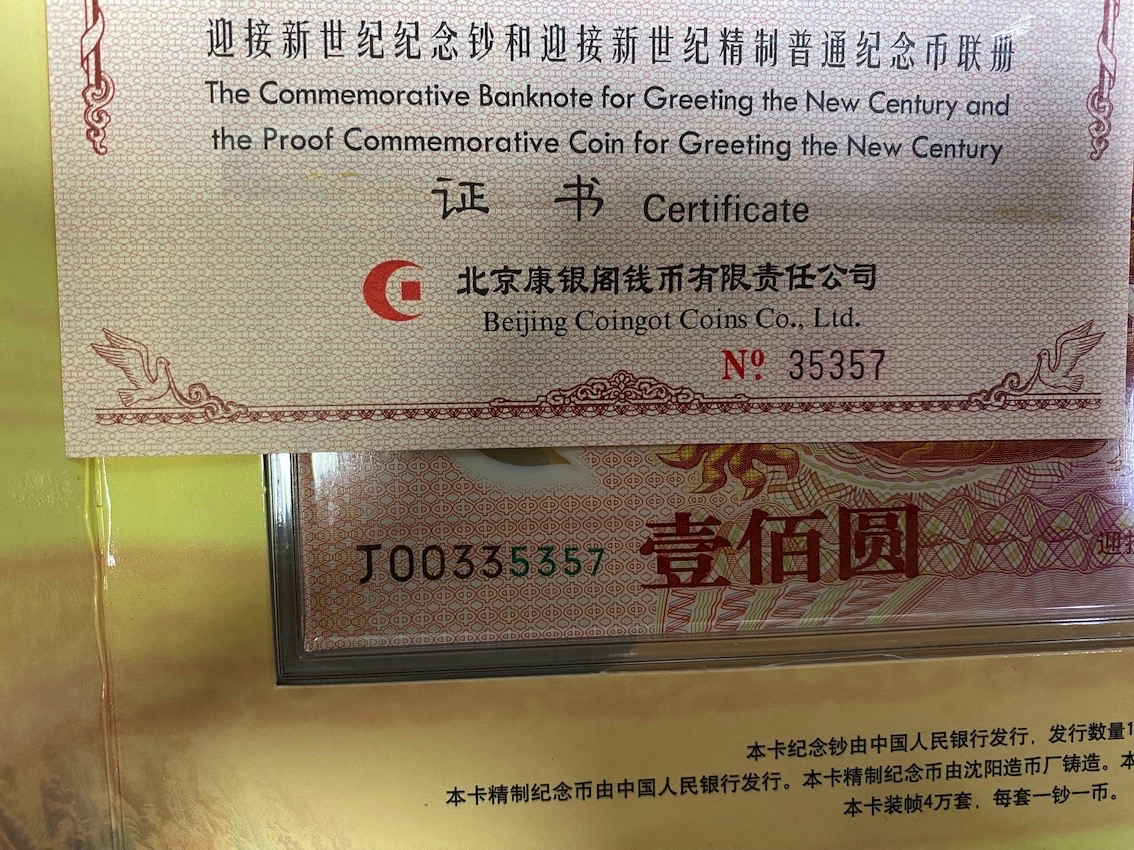 迎接新世纪纪念钞和迎接新世纪精制普通纪念币联册
The Commemorative Banknote for Greeting the New Century and
the Proof Commemorative Coin for Greeting the New Century
证 书 Certificate
北京康银阁钱币有限责任公司
Beijing Coingot Coins Co., Ltd.
Nº. 35357
J00335357 壹佰圆
迎接
本卡纪念钞由中国人民银行发行，发行数量1
本卡精制纪念币由中国人民银行发行。本卡精制纪念币由沈阳造币厂铸造。本
本卡装帧4万套，每套一钞一币。